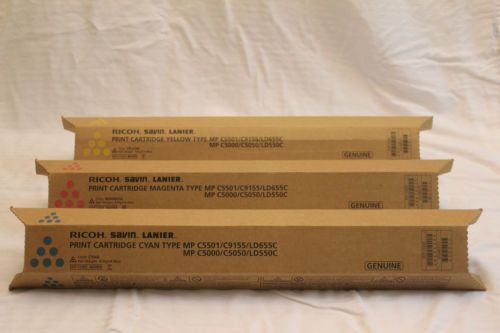 RICOH savin. LANIER.
PRINT CARTRIDGE YELLOW TYPE MP C5501/C9155/LD655C
MP C5000/C5050/LD550C
GENUINE
RICOH. savin. LANIER.
PRINT CARTRIDGE MAGENTA TYPE MP C5501/C9155/LD655C
MP C5000/C5050/LD550C
GENUINE
RICOH savin. LANIER.
PRINT CARTRIDGE CYAN TYPE MP C5501/C9155/LD655C
MP C5000/C5050/LD550C
GENUINE